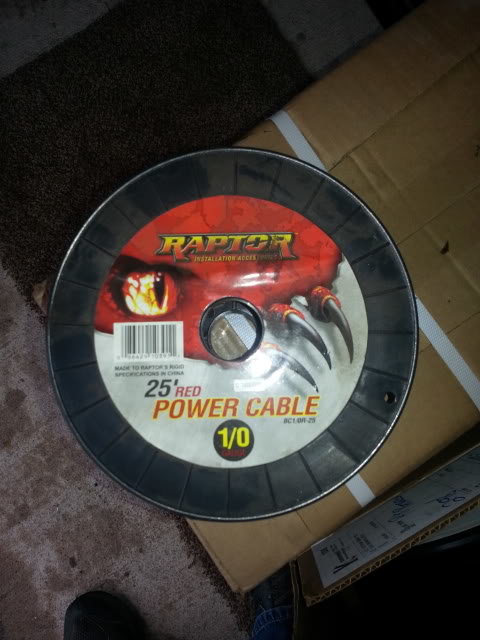 RAPTOR
INSTALLATION ACCESSORIES
MADE TO RAPTOR'S RIGID
SPECIFICATIONS IN CHINA
25' RED
POWER CABLE
BC1/0R-25
1/0
GAUGE